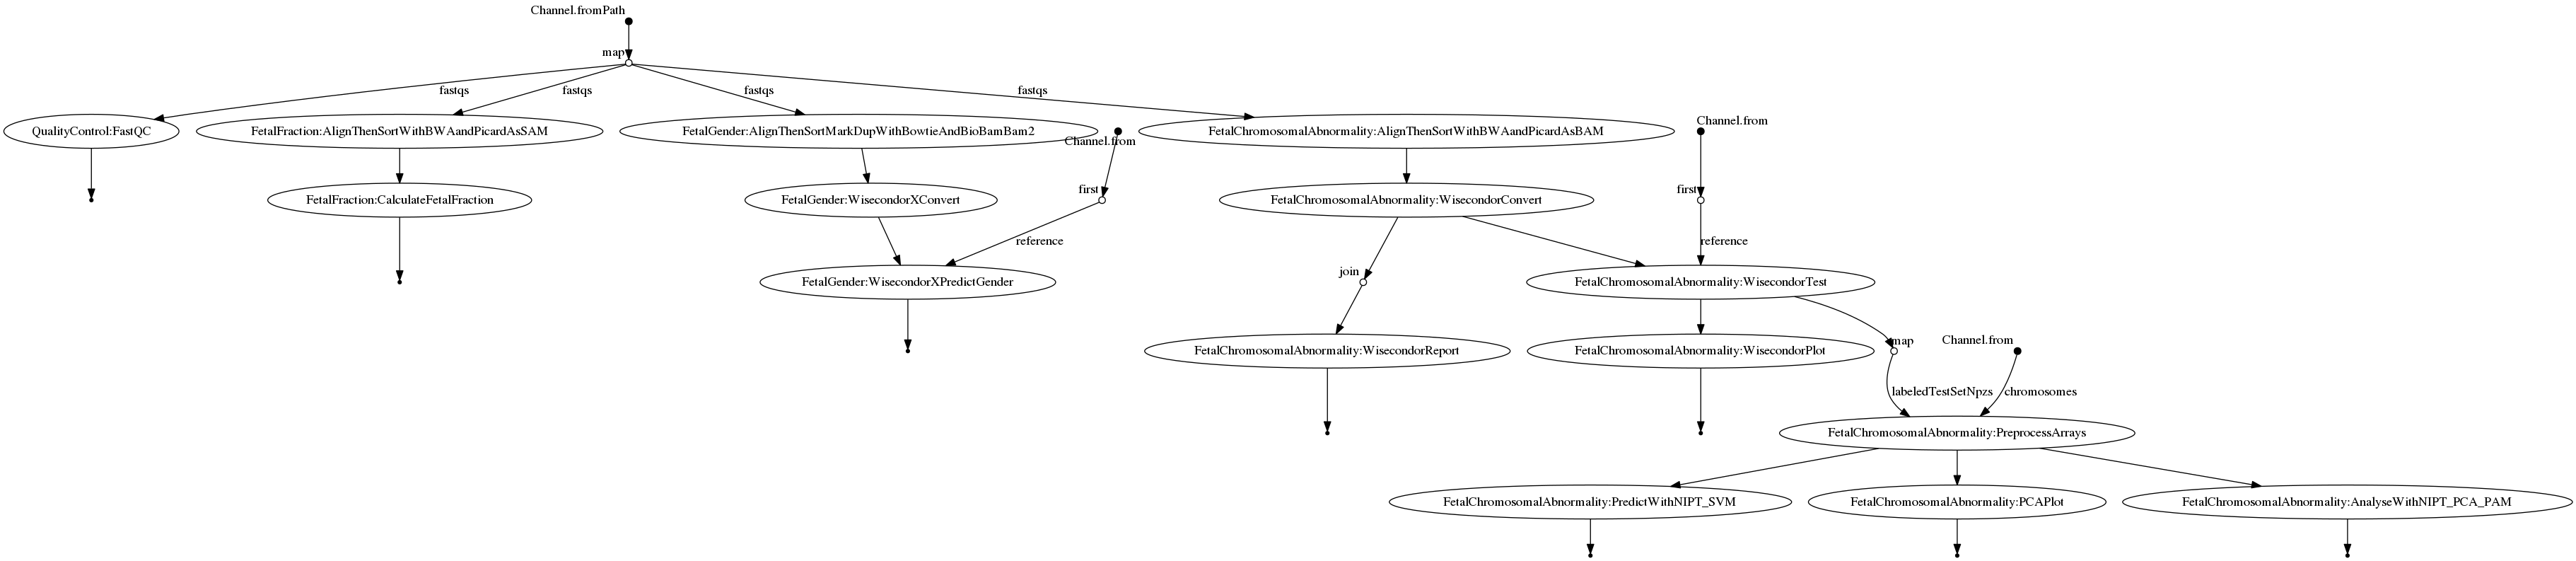 Channel.fromPath
map
fastqs
fastqs
fastqs
fastqs
QualityControl:FastQC
FetalFraction:AlignThenSortWithBWAandPicardAsSAM
FetalGender:AlignThenSortMarkDupWithBowtieAndBioBamBam2
Channel.from
FetalChromosomalAbnormality:AlignThenSortWithBWAandPicardAsBAM
Channel.from
FetalFraction:CalculateFetalFraction
FetalGender:WisecondorXConvert
first
FetalChromosomalAbnormality:WisecondorConvert
first
reference
reference
FetalGender:WisecondorXPredictGender
join
FetalChromosomalAbnormality:WisecondorTest
FetalChromosomalAbnormality:WisecondorReport
FetalChromosomalAbnormality:WisecondorPlot
map
Channel.from
labeledTestSetNpzs
chromosomes
FetalChromosomalAbnormality:PreprocessArrays
FetalChromosomalAbnormality:PredictWithNIPT_SVM
FetalChromosomalAbnormality:PCAPlot
FetalChromosomalAbnormality:AnalyseWithNIPT_PCA_PAM